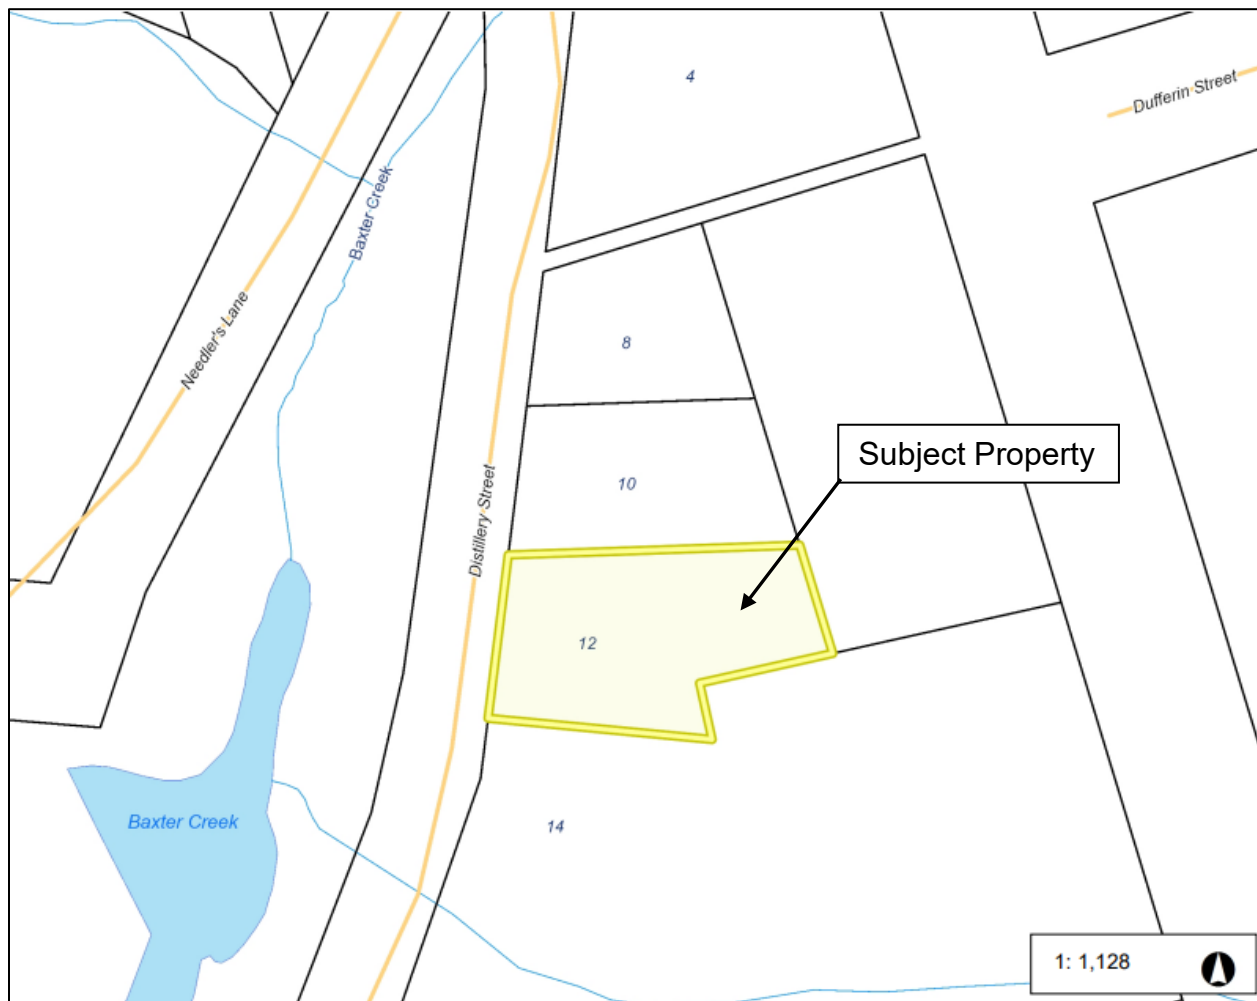 4
Dufferin Street
Baxter Creek
Needler's Lane
8
Subject Property
10
Distillery Street
12
Baxter Creek
14
1: 1,128